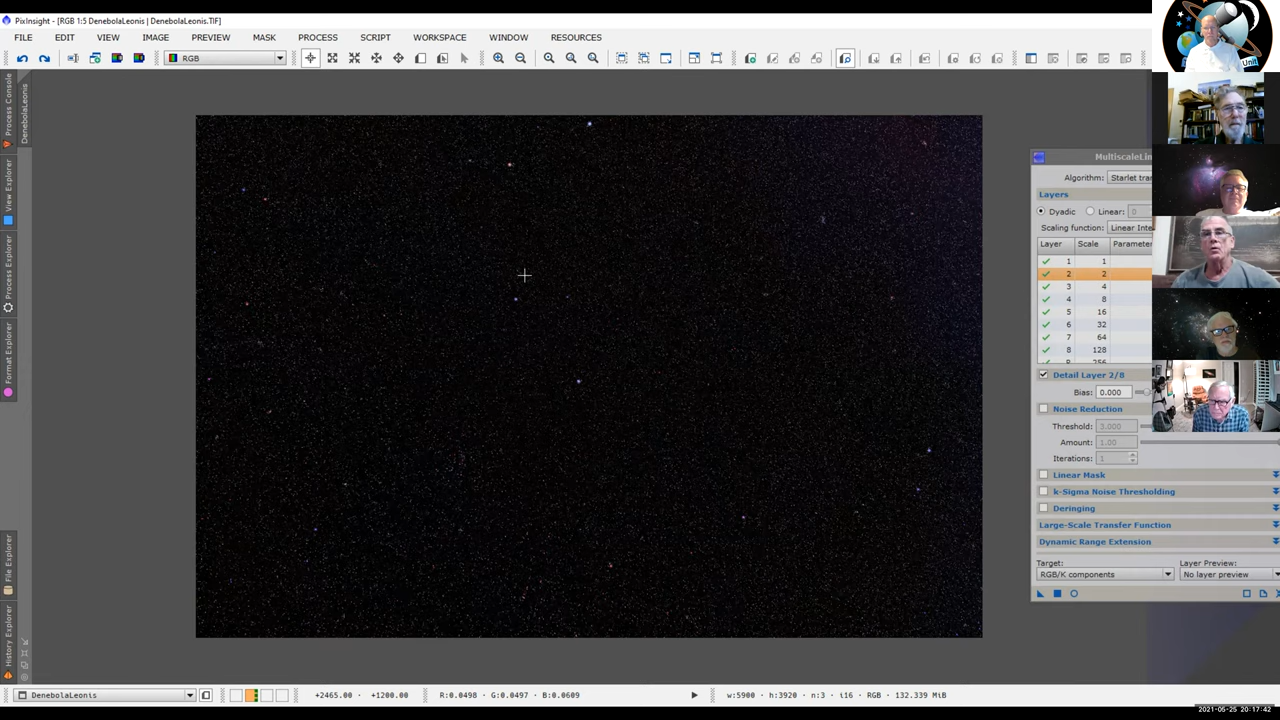 PixInsight - [RGB 1:5 DenebolaLeonis | DenebolaLeonis.TIF]
FILE EDIT VIEW IMAGE PREVIEW MASK PROCESS SCRIPT WORKSPACE WINDOW RESOURCES
RGB
Process Console
View Explorer
Process Explorer
Format Explorer
File Explorer
History Explorer
DenebolaLeonis
MultiscaleLin
Algorithm: Starlet tra
Layers
Dyadic Linear: 0
Scaling function: Linear Inte
Layer Scale Parameter
1 1
2 2
3 4
4 8
5 16
6 32
7 64
8 128
Detail Layer 2/8
Bias: 0.000
Noise Reduction
Threshold: 3.000
Amount: 1.00
Iterations: 1
Linear Mask
k-Sigma Noise Thresholding
Deringing
Large-Scale Transfer Function
Dynamic Range Extension
Target: Layer Preview:
RGB/K components No layer preview
Unit
DenebolaLeonis +2465.00 · +1200.00 R:0.0498 · G:0.0497 · B:0.0609 w:5900 · h:3920 · n:3 · i16 · RGB · 132.339 MiB
2021-05-25 20:17:42